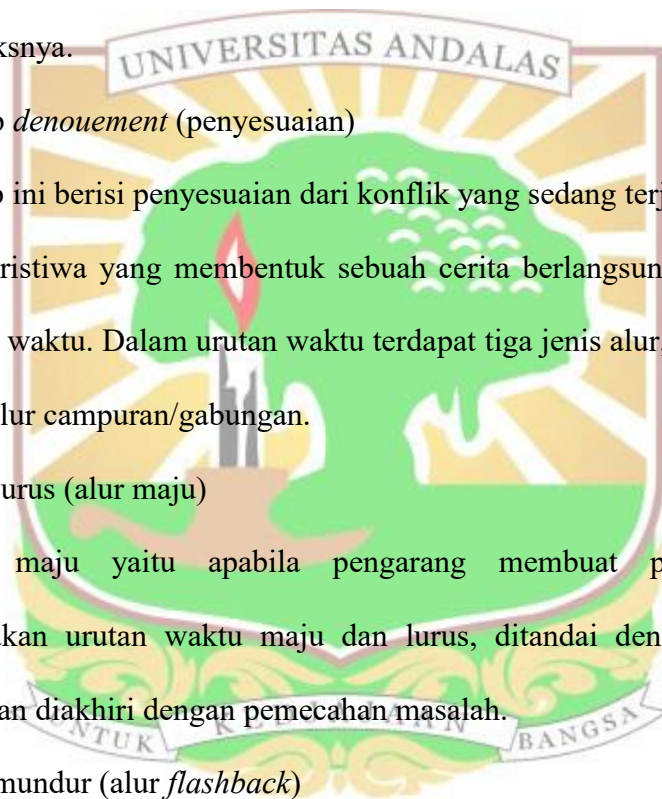 UNIVERSITAS ANDALAS
ksnya.
denouement (penyesuaian)
ini berisi penyesuaian dari konflik yang sedang terj
ristiwa yang membentuk sebuah cerita berlangsun
waktu. Dalam urutan waktu terdapat tiga jenis alur,
lur campuran/gabungan.
urus (alur maju)
maju yaitu apabila pengarang membuat p
kan urutan waktu maju dan lurus, ditandai den
an diakhiri dengan pemecahan masalah.
UNTUK KEDJAJAAN BANGSA
mundur (alur flashback)